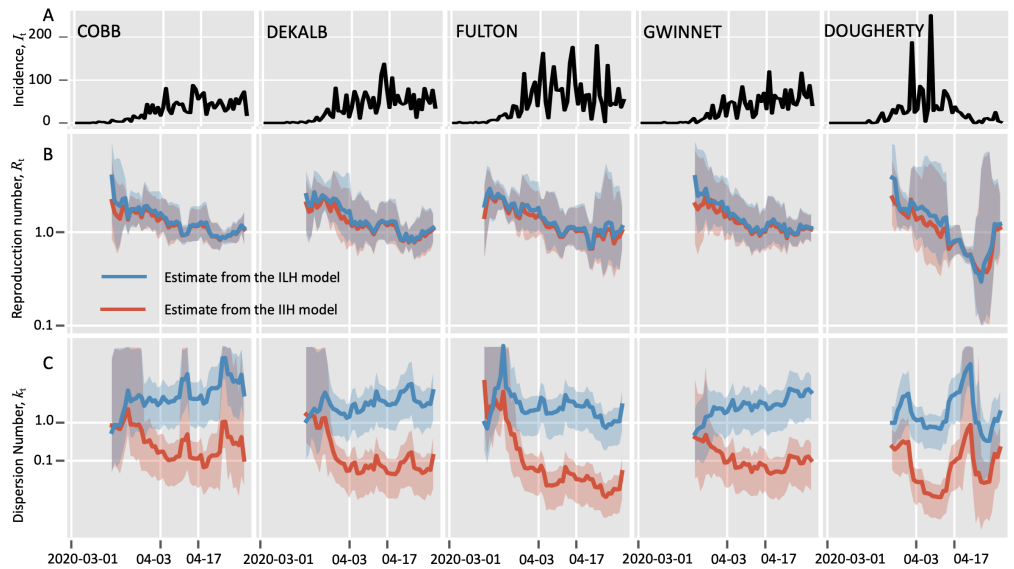 A
COBB
DEKALB
FULTON
GWINNET
DOUGHERTY
Incidence, It
200
100
0
B
Reproducction number, Rt
1.0
0.1
Estimate from the ILH model
Estimate from the IIH model
C
Dispersion Number, kt
1.0
0.1
2020-03-01 04-03 04-17 2020-03-01 04-03 04-17 2020-03-01 04-03 04-17 2020-03-01 04-03 04-17 2020-03-01 04-03 04-17